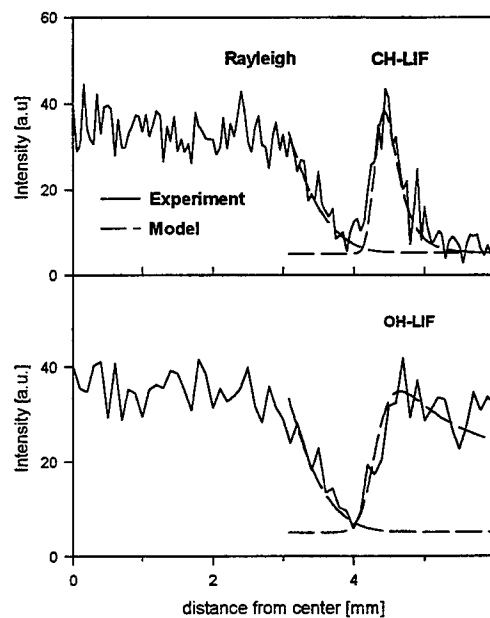 60
Rayleigh CH-LIF
40
Intensity [a.u]
Experiment
20
Model
0
OH-LIF
40
Intensity [a.u.]
20
0
0 2 4
distance from center [mm]